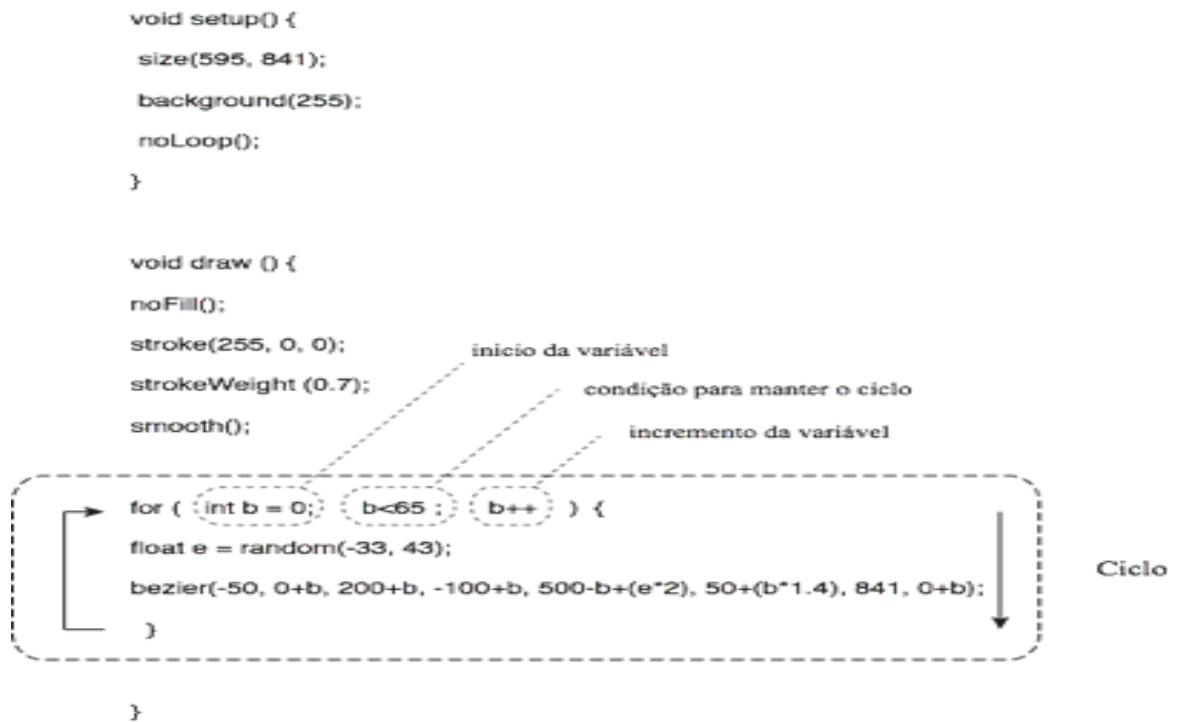 void setup() {
size(595, 841);
background(255);
noLoop();
}
void draw () {
noFill();
stroke(255, 0, 0);
strokeWeight (0.7);
smooth();
inicio da variável
condição para manter o ciclo
incremento da variável
for ( int b = 0; b<65 ; b++ ) {
float e = random(-33, 43);
bezier(-50, 0+b, 200+b, -100+b, 500-b+(e*2), 50+(b*1.4), 841, 0+b);
}
Ciclo
}